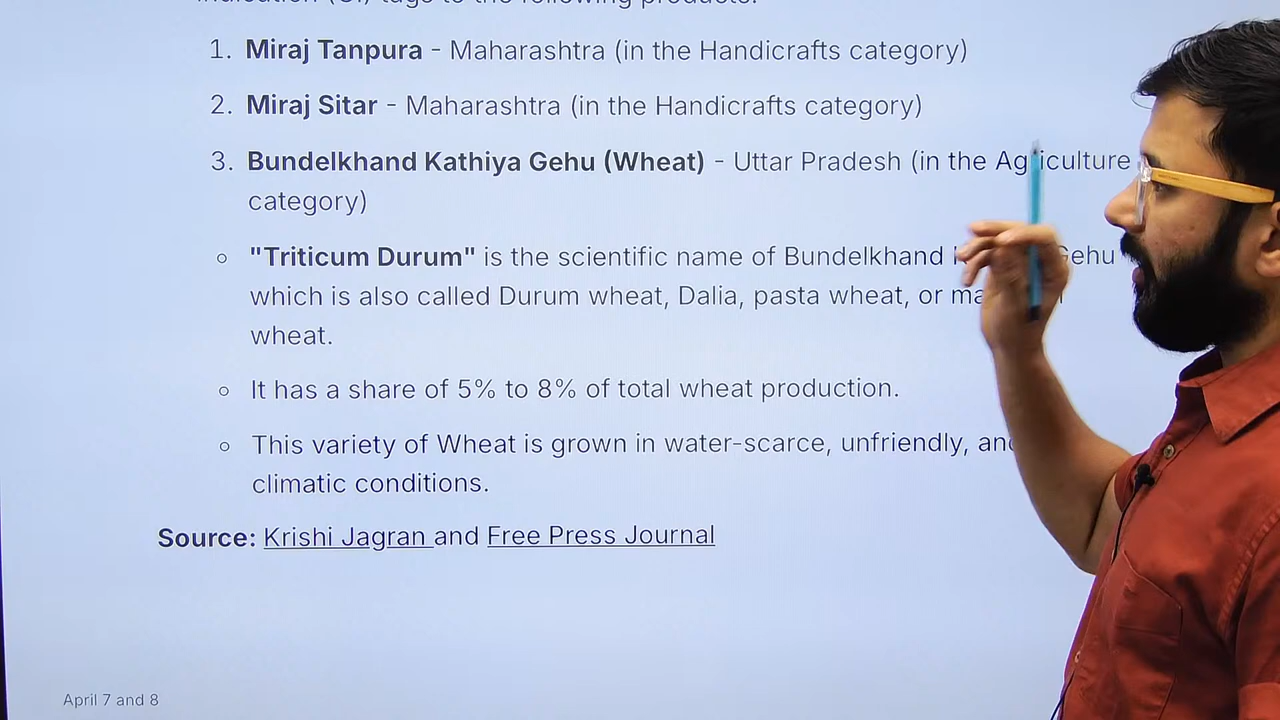 1. Miraj Tanpura - Maharashtra (in the Handicrafts category)
2. Miraj Sitar - Maharashtra (in the Handicrafts category)
3. Bundelkhand Kathiya Gehu (Wheat) - Uttar Pradesh (in the Agriculture
category)
"Triticum Durum" is the scientific name of Bundelkhand Gehu
which is also called Durum wheat, Dalia, pasta wheat, or
wheat.
It has a share of 5% to 8% of total wheat production.
This variety of Wheat is grown in water-scarce, unfriendly,
climatic conditions.
Source: Krishi Jagran and Free Press Journal
April 7 and 8